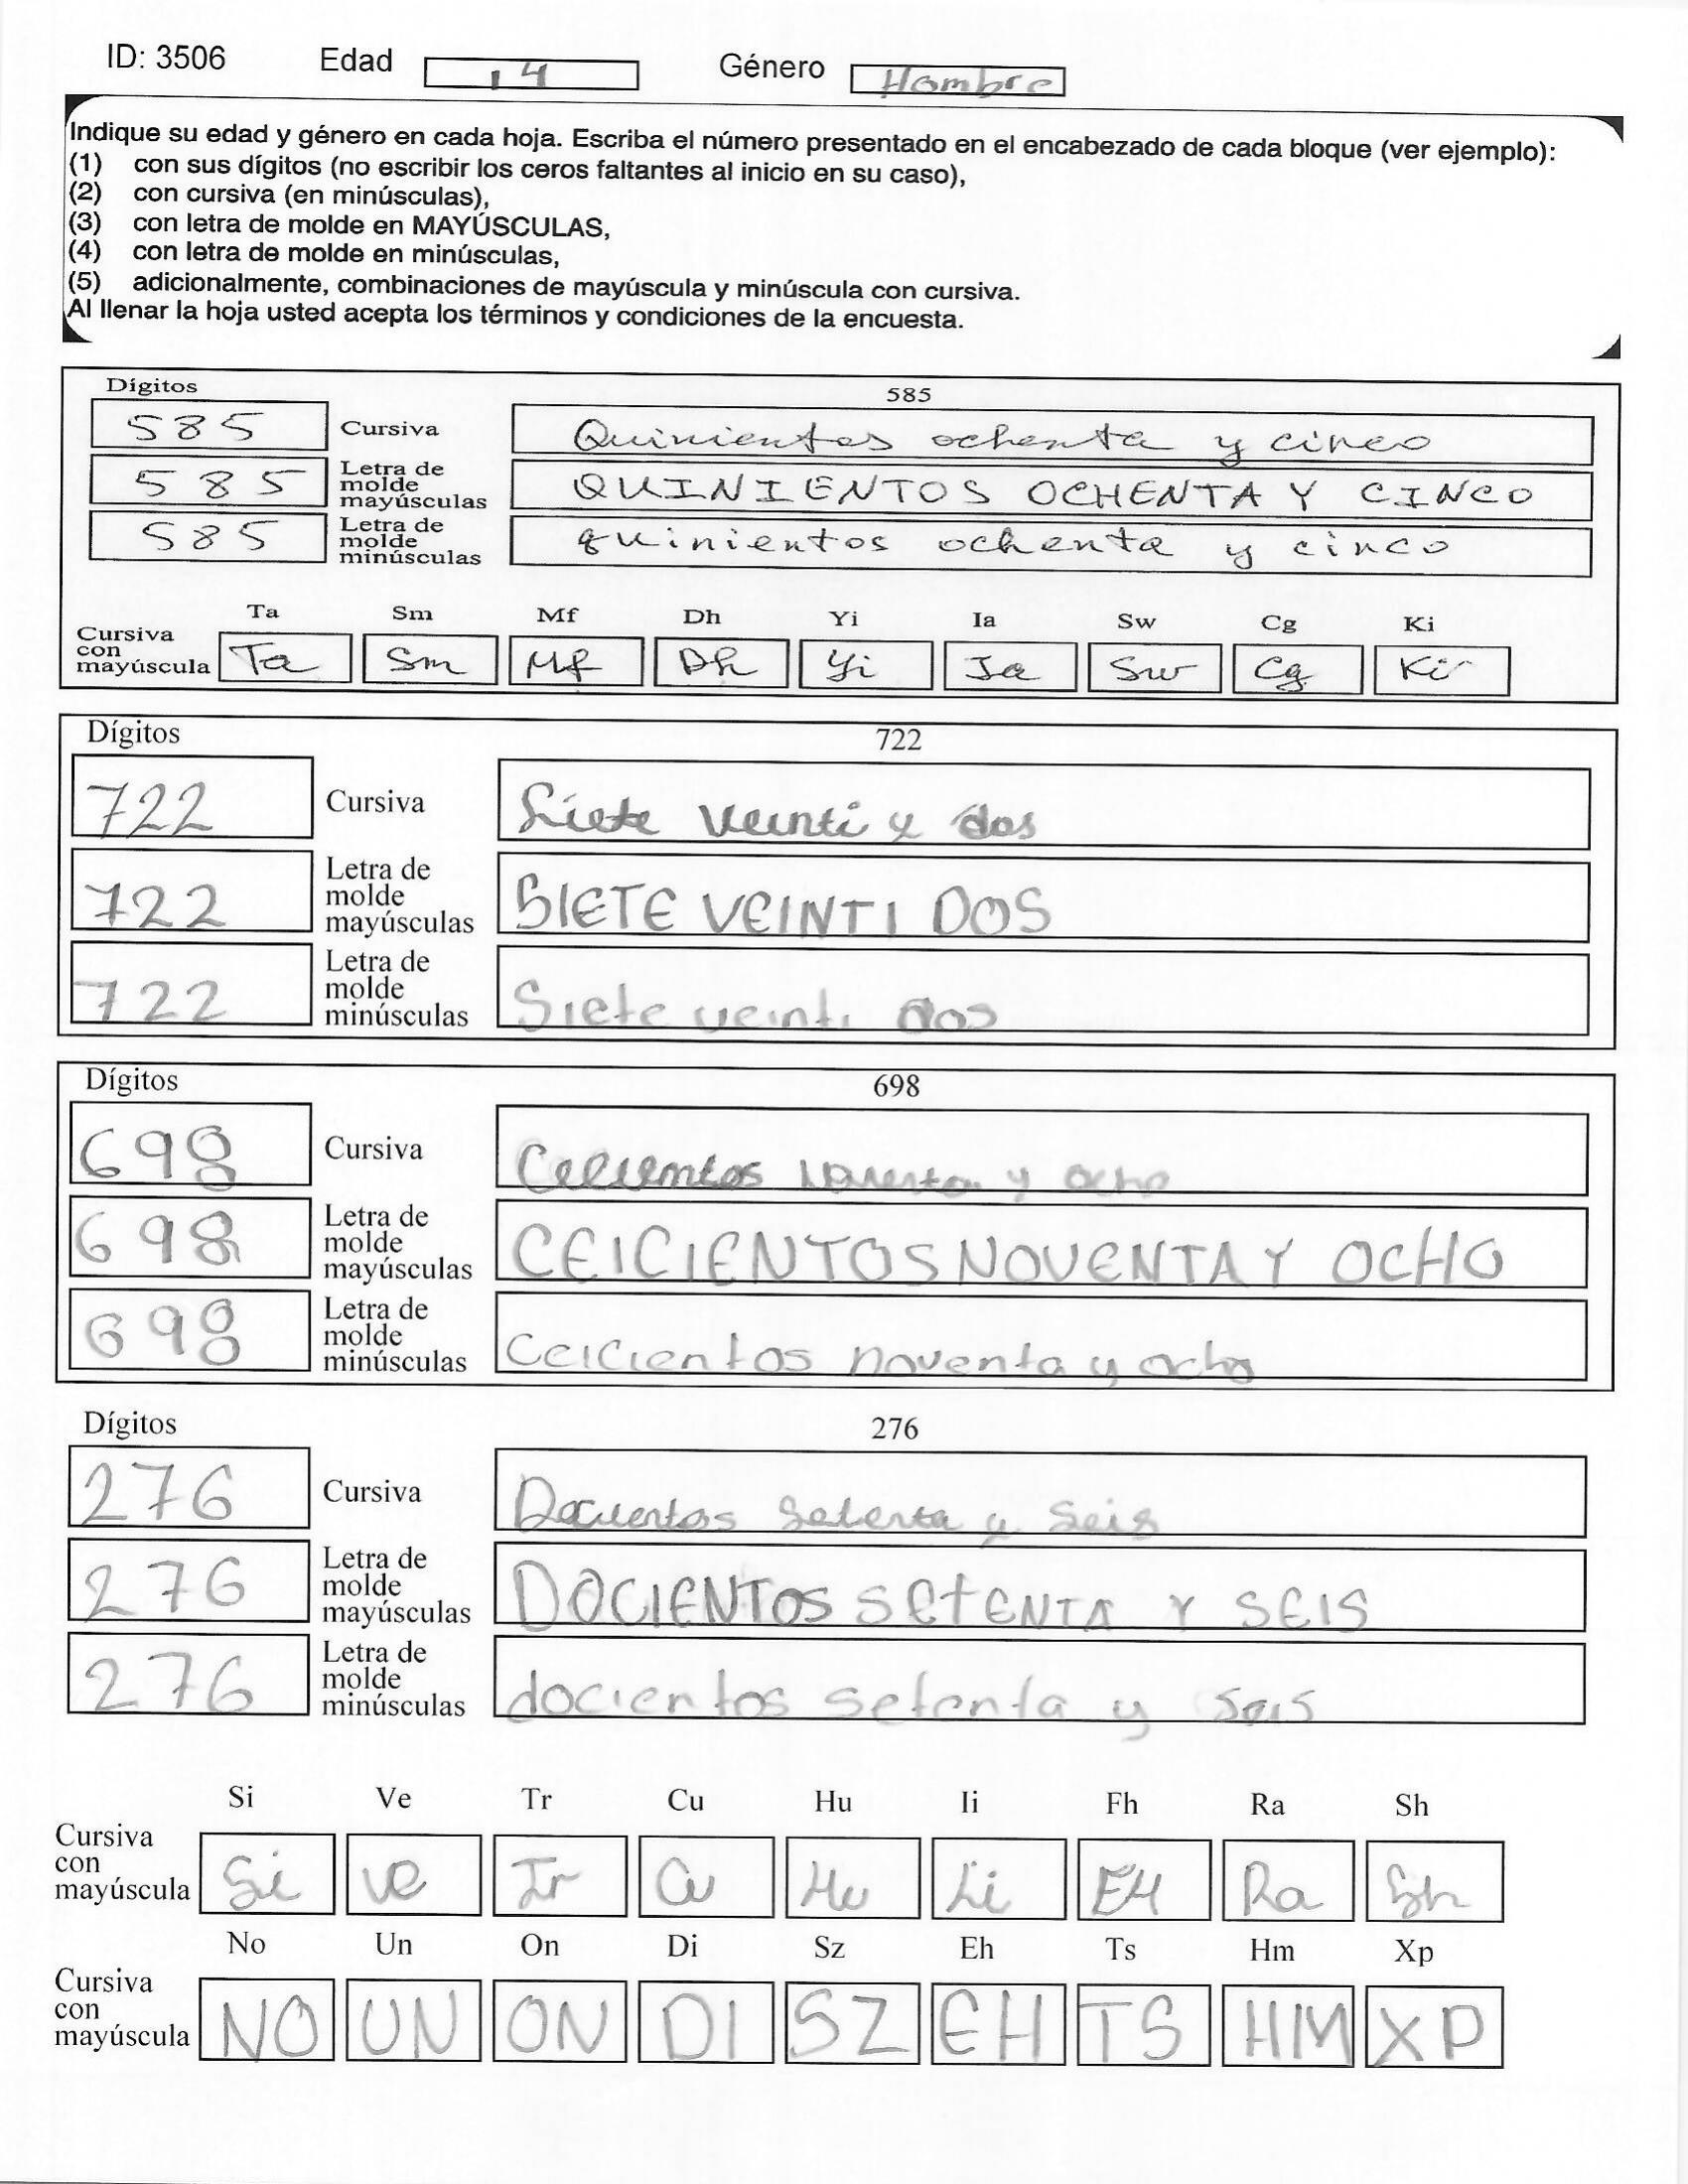 ID: 3506 Edad 14 Género Hombre
Indique su edad y género en cada hoja. Escriba el número presentado en el encabezado de cada bloque (ver ejemplo):
(1) con sus dígitos (no escribir los ceros faltantes al inicio en su caso),
(2) con cursiva (en minúsculas),
(3) con letra de molde en MAYÚSCULAS,
(4) con letra de molde en minúsculas,
(5) adicionalmente, combinaciones de mayúscula y minúscula con cursiva.
Al llenar la hoja usted acepta los términos y condiciones de la encuesta.
Dígitos 585
585 Cursiva Quinientos ochenta y cinco
585 Letra de molde mayúsculas QUINIENTOS OCHENTA Y CINCO
585 Letra de molde minúsculas quinientos ochenta y cinco
Ta Sm Mf Dh Yi Ia Sw Cg Ki
Cursiva con mayúscula Ta Sm Mf Dh Yi Ia Sw Cg Ki
Dígitos 722
722 Cursiva Siete veinti y dos
722 Letra de molde mayúsculas SIETE VEINTI DOS
722 Letra de molde minúsculas Siete veinti dos
Dígitos 698
698 Cursiva y ocho
698 Letra de molde mayúsculas CEICIENTOS NOVENTA Y OCHO
698 Letra de molde minúsculas Ceicientos noventa y ocho
Dígitos 276
276 Cursiva Docientos Setenta y Seis
276 Letra de molde mayúsculas DOCIENTOS SETENTA Y SEIS
276 Letra de molde minúsculas docientos setenta y seis
Si Ve Tr Cu Hu Ii Fh Ra Sh
Cursiva con mayúscula Si Ve Tr Cu Hu Li FH Ra Sh
No Un On Di Sz Eh Ts Hm Xp
Cursiva con mayúscula NO UN ON DI SZ EH TS HM XP